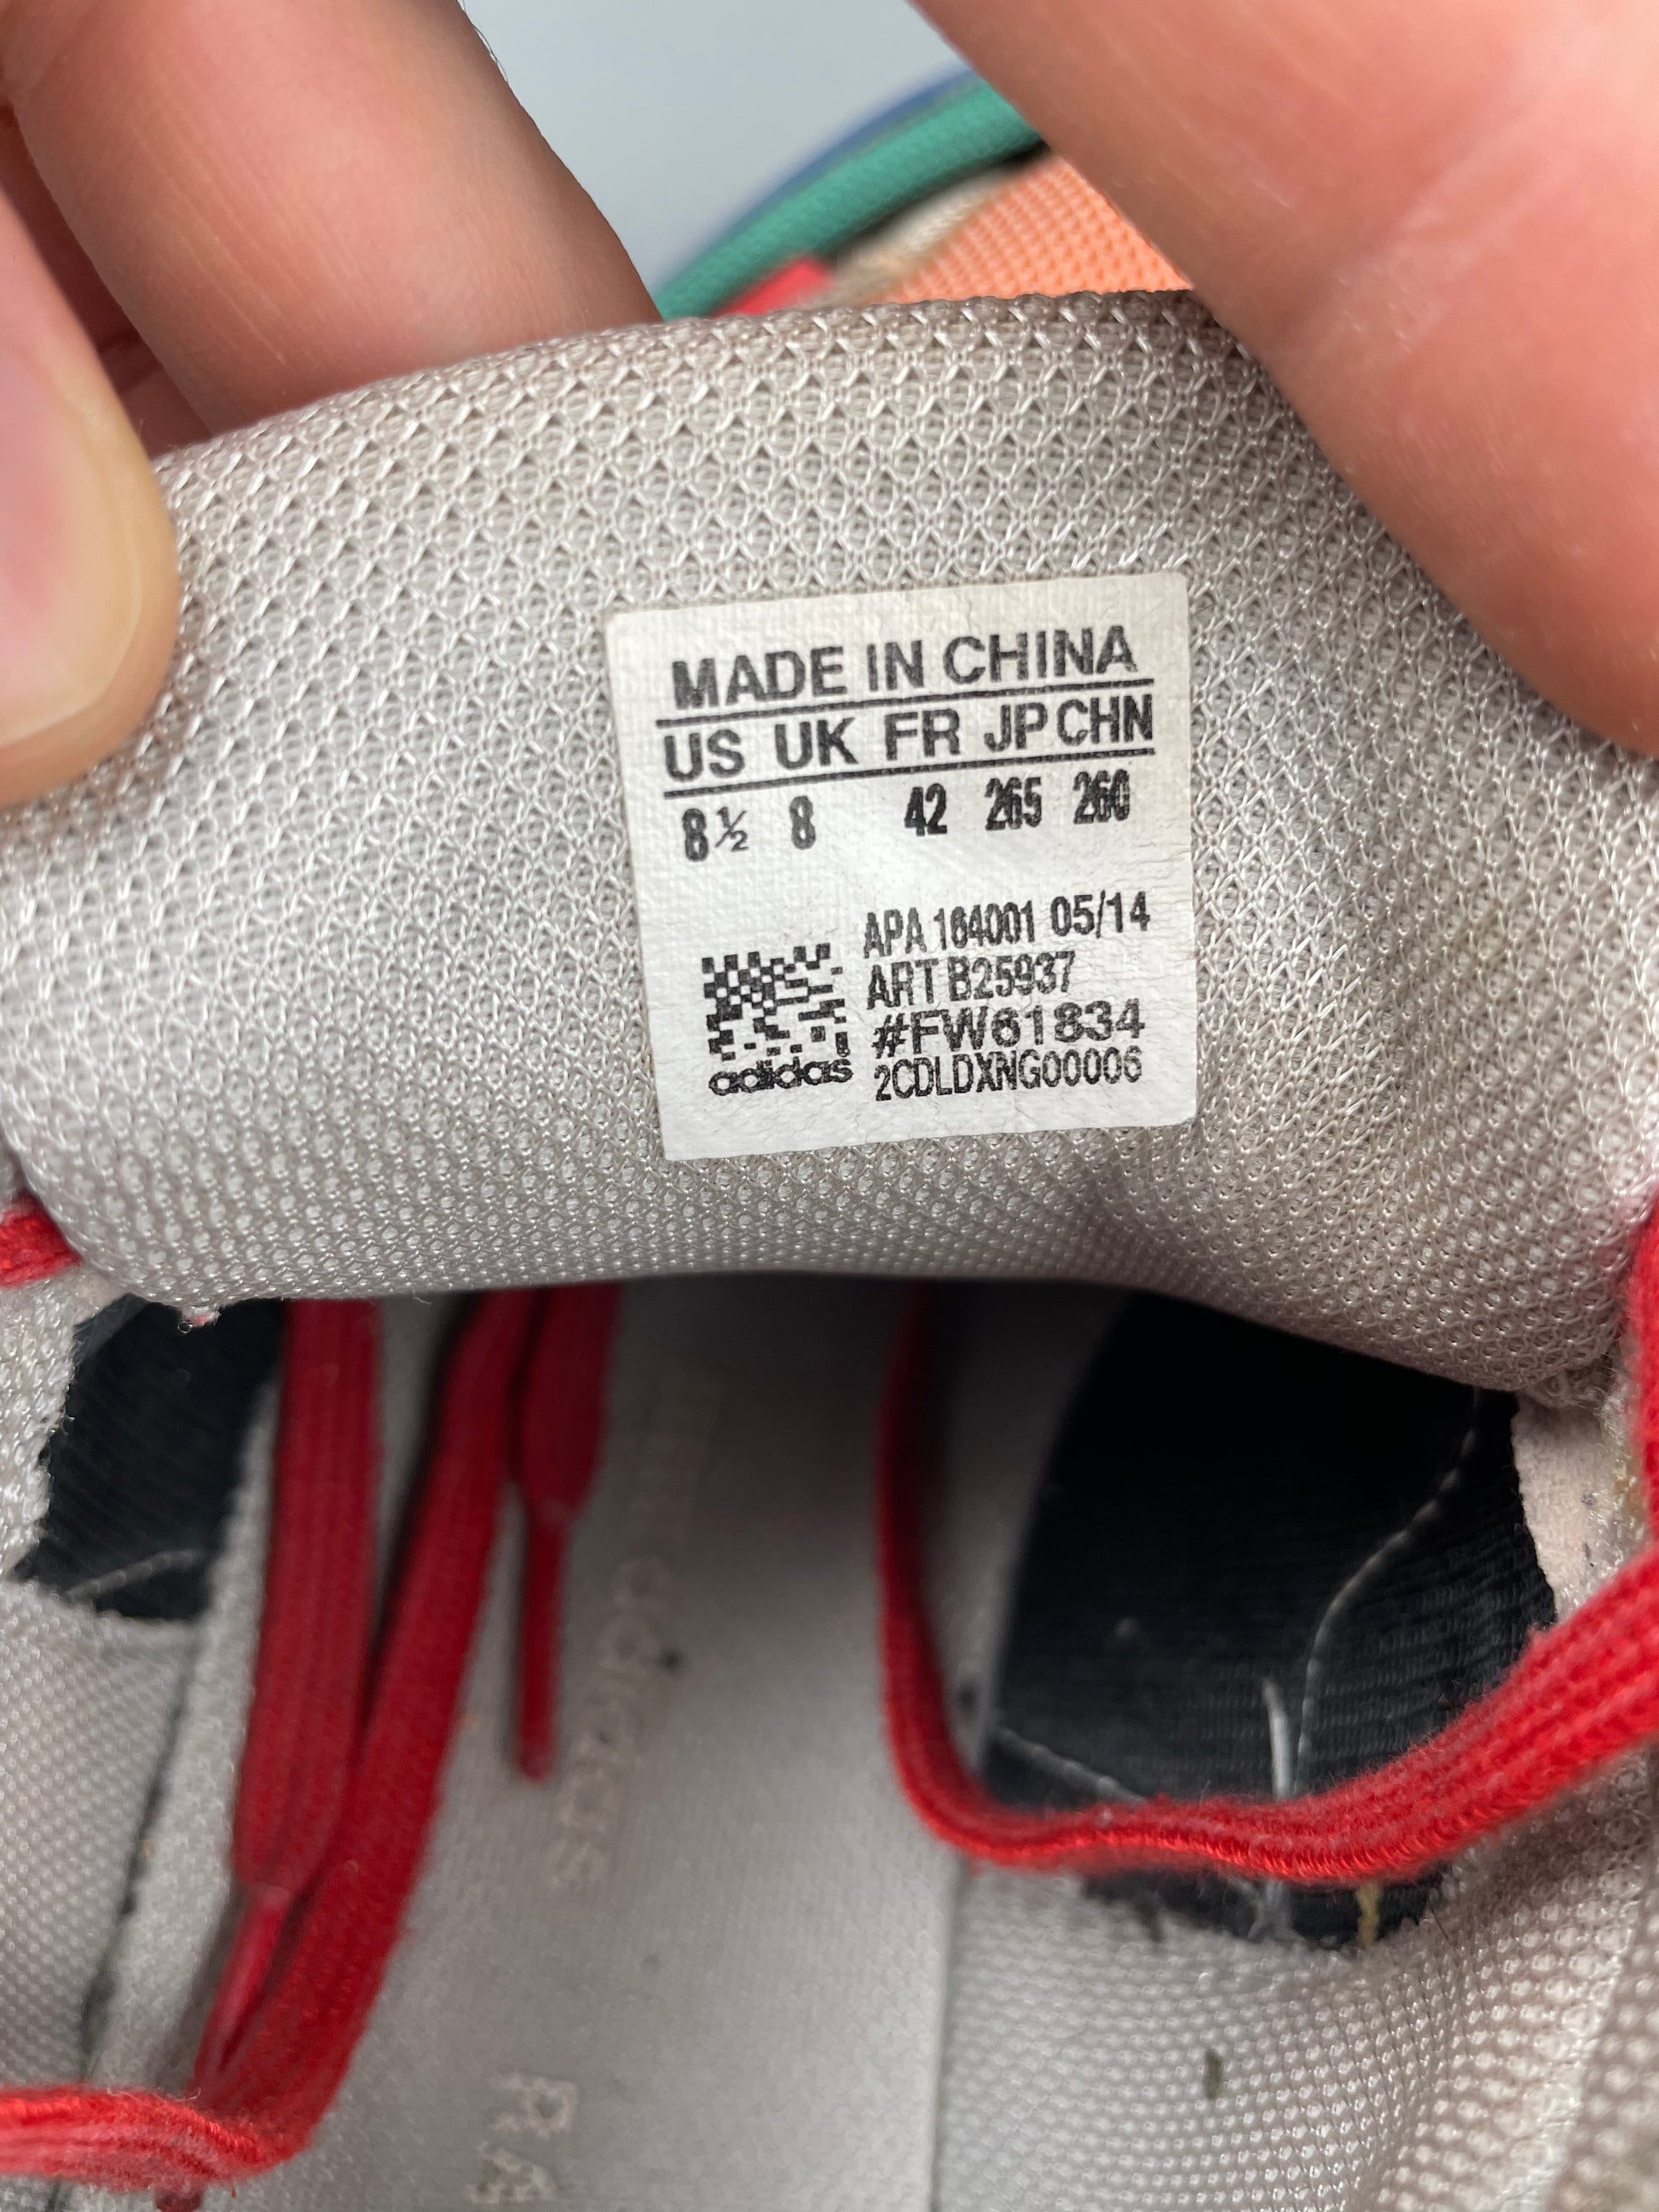 MADE IN CHINA
US UK FR JP CHN
8½ 8 42 265 260
APA 164001 05/14
ART B25937
#FW61834
adidas 2CDLDXNG00006
adidas